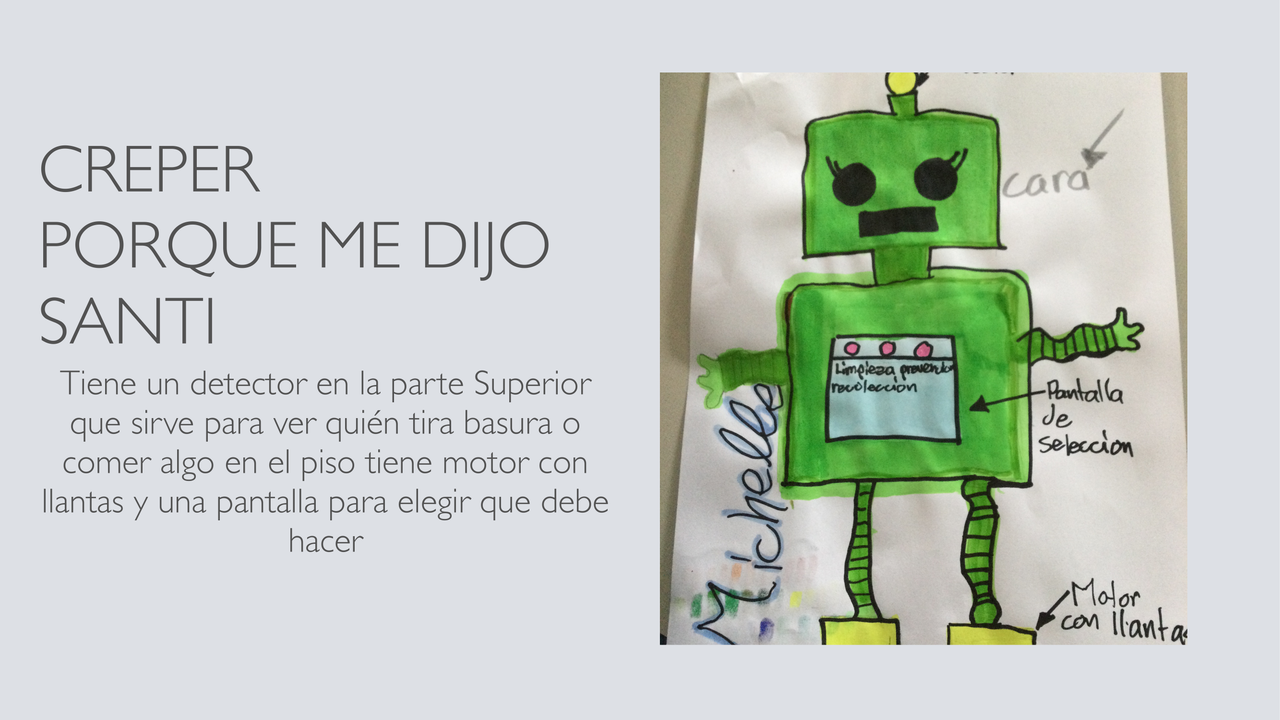 CREPER
PORQUE ME DIJO
SANTI
Tiene un detector en la parte Superior
que sirve para ver quién tira basura o
comer algo en el piso tiene motor con
llantas y una pantalla para elegir que debe
hacer
cara
Limpieza
recoleccion
Pantalla
de
seleccion
Michelle
Motor
con llantas